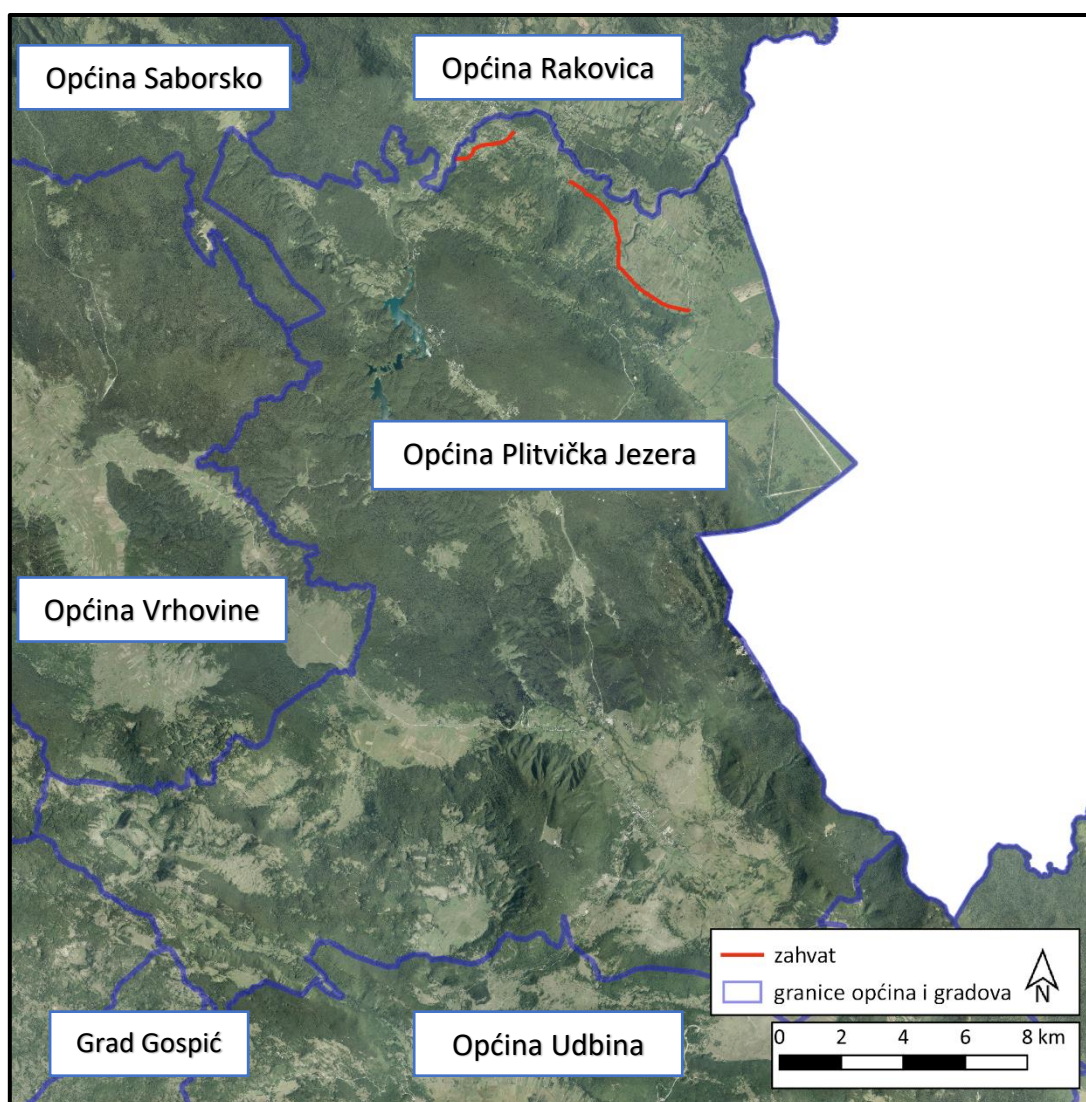 Općina Saborsko
Općina Rakovica
Općina Plitvička Jezera
Općina Vrhovine
Grad Gospić
Općina Udbina
zahvat
granice općina i gradova
N
0 2 4 6 8 km